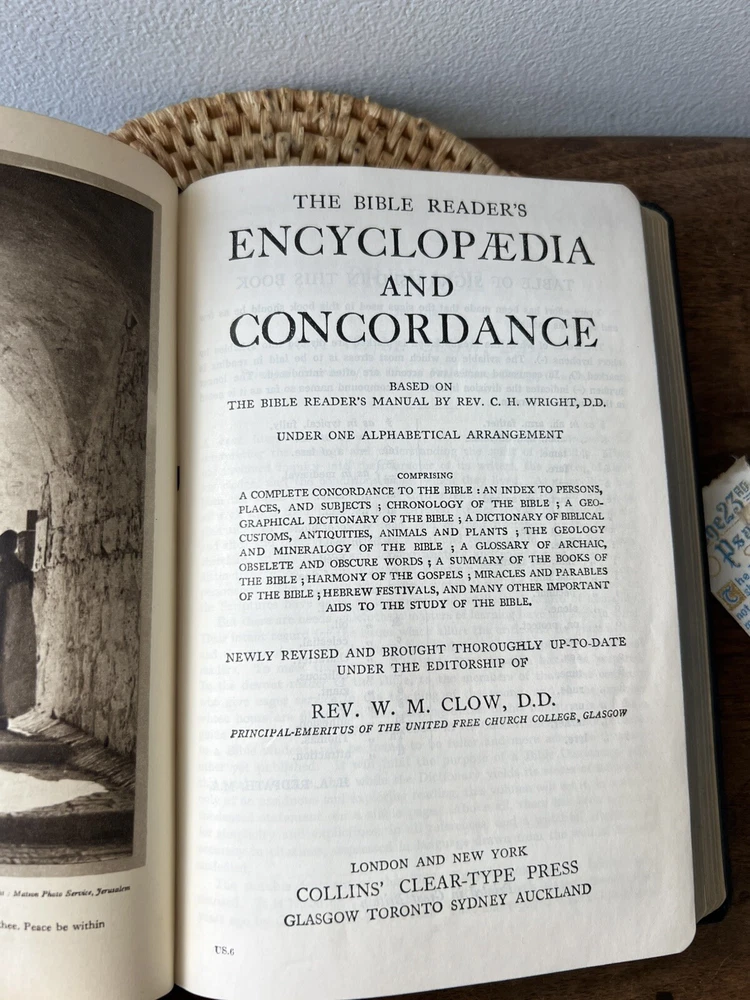 THE BIBLE READER'S
ENCYCLOPÆDIA
AND
CONCORDANCE
BASED ON
THE BIBLE READER'S MANUAL BY REV. C. H. WRIGHT, D.D.
UNDER ONE ALPHABETICAL ARRANGEMENT
COMPRISING
A COMPLETE CONCORDANCE TO THE BIBLE : AN INDEX TO PERSONS,
PLACES, AND SUBJECTS ; CHRONOLOGY OF THE BIBLE ; A GEO-
GRAPHICAL DICTIONARY OF THE BIBLE ; A DICTIONARY OF BIBLICAL
CUSTOMS, ANTIQUITIES, ANIMALS AND PLANTS ; THE GEOLOGY
AND MINERALOGY OF THE BIBLE ; A GLOSSARY OF ARCHAIC,
OBSELETE AND OBSCURE WORDS ; A SUMMARY OF THE BOOKS OF
THE BIBLE ; HARMONY OF THE GOSPELS ; MIRACLES AND PARABLES
OF THE BIBLE ; HEBREW FESTIVALS, AND MANY OTHER IMPORTANT
AIDS TO THE STUDY OF THE BIBLE.
NEWLY REVISED AND BROUGHT THOROUGHLY UP-TO-DATE
UNDER THE EDITORSHIP OF
REV. W. M. CLOW, D.D.
PRINCIPAL-EMERITUS OF THE UNITED FREE CHURCH COLLEGE, GLASGOW
LONDON AND NEW YORK
COLLINS' CLEAR-TYPE PRESS
GLASGOW TORONTO SYDNEY AUCKLAND
US.6
: Matson Photo Service, Jerusalem
thee. Peace be within
he 23RD
Psa